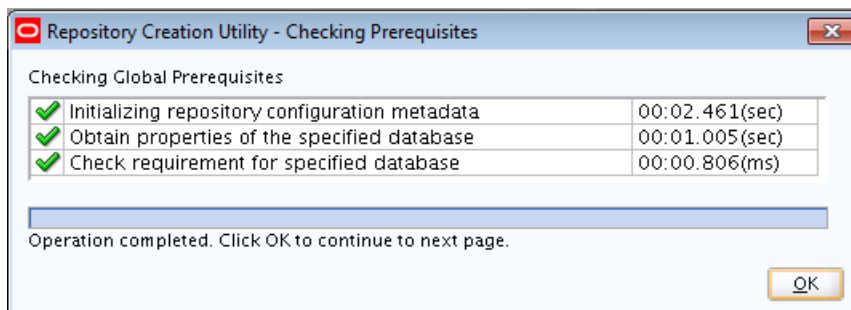 Repository Creation Utility - Checking Prerequisites
Checking Global Prerequisites
Initializing repository configuration metadata 00:02.461(sec)
Obtain properties of the specified database 00:01.005(sec)
Check requirement for specified database 00:00.806(ms)
Operation completed. Click OK to continue to next page.
OK